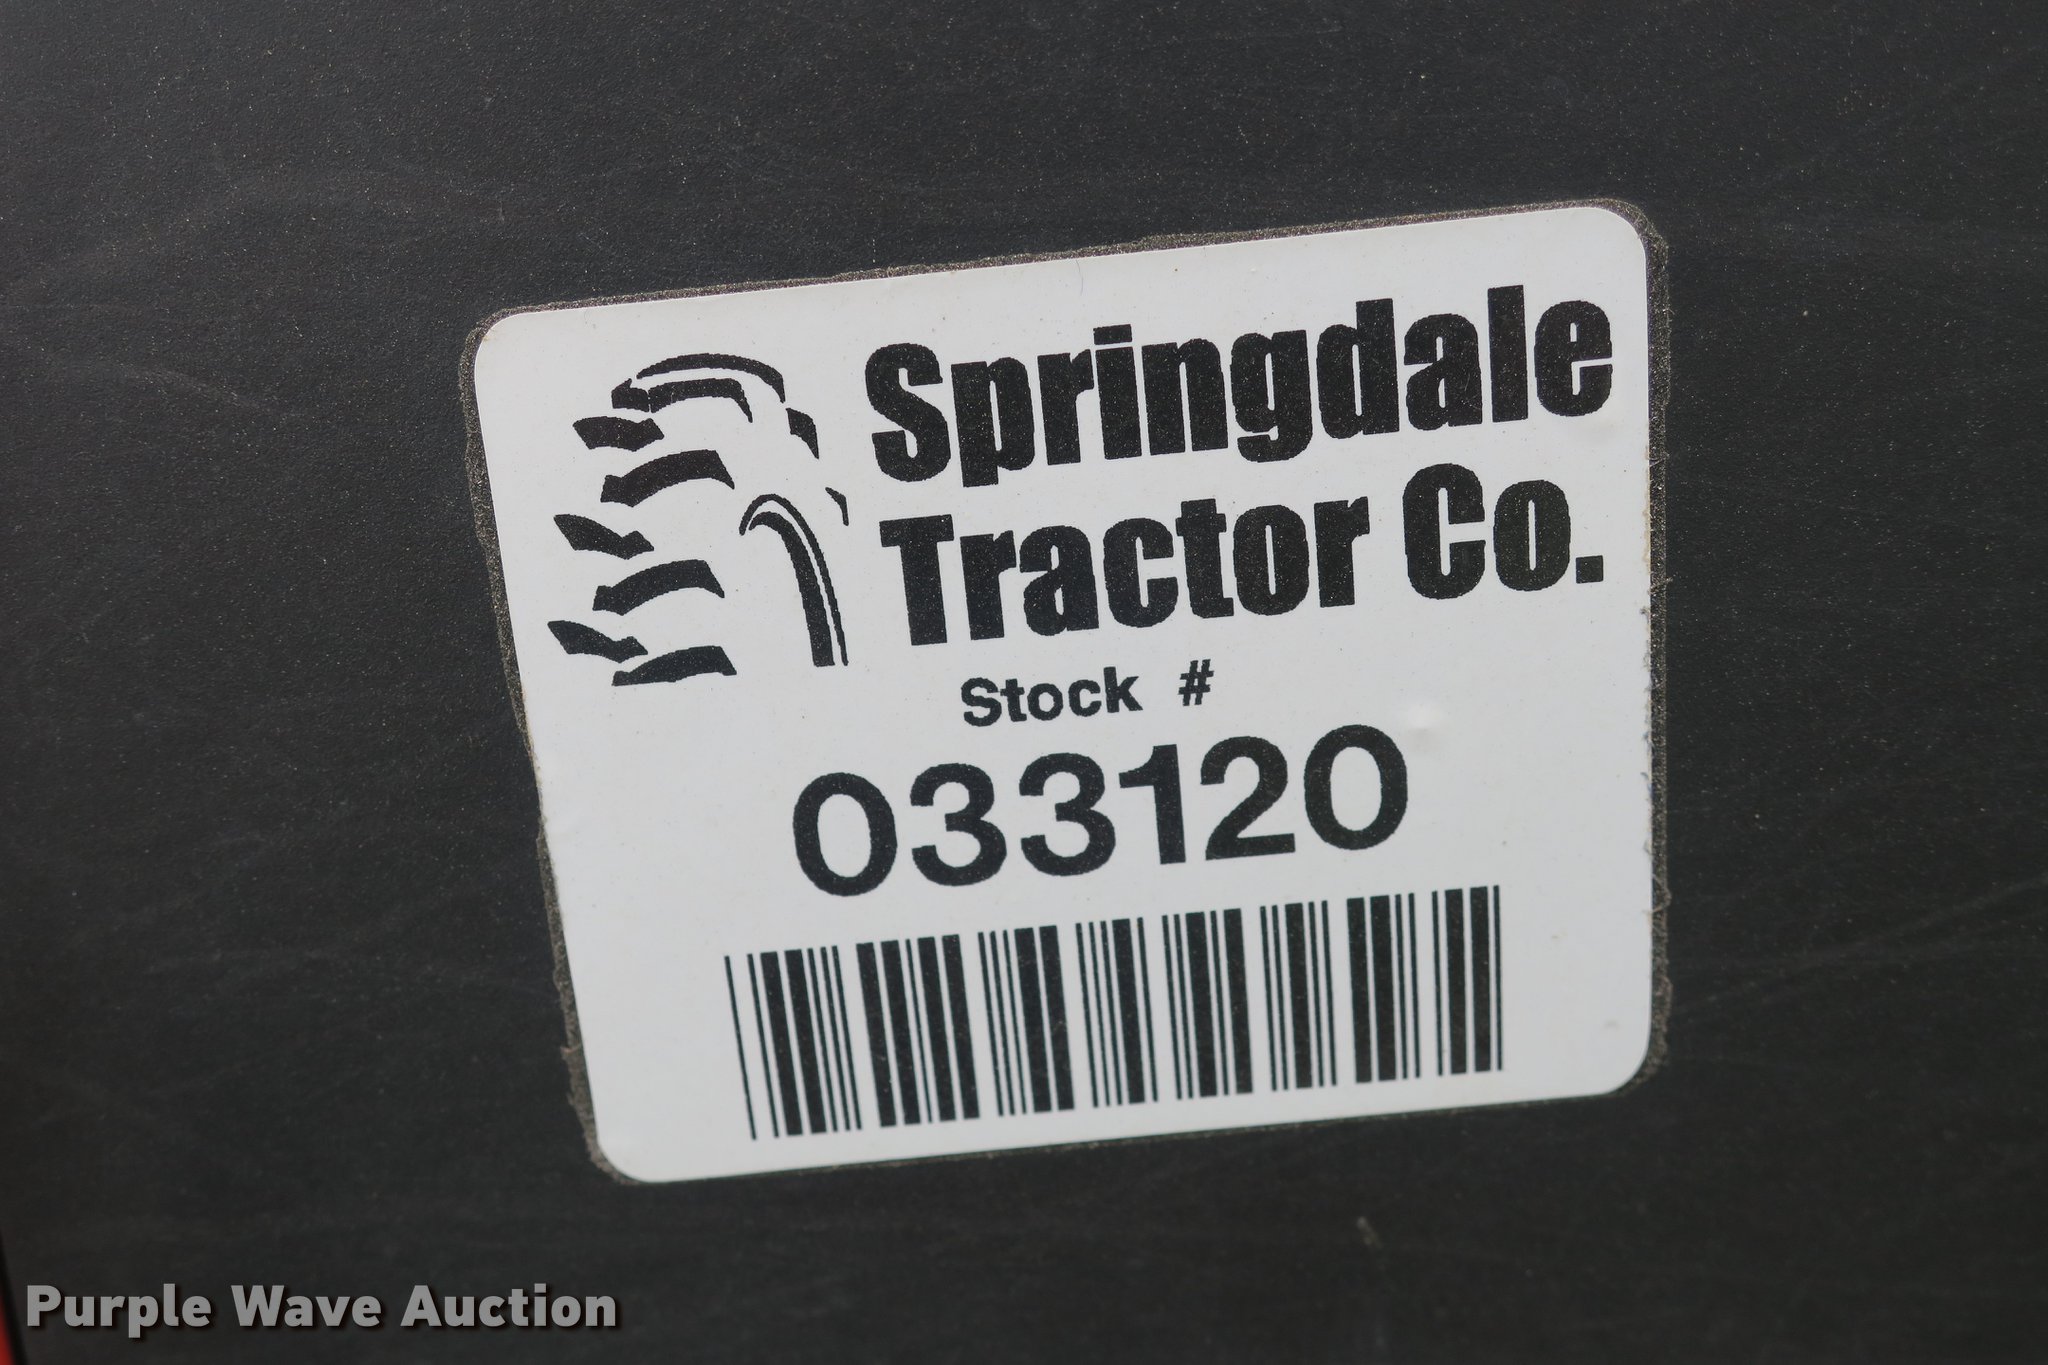 Springdale
Tractor Co.
Stock #
033120
Purple Wave Auction